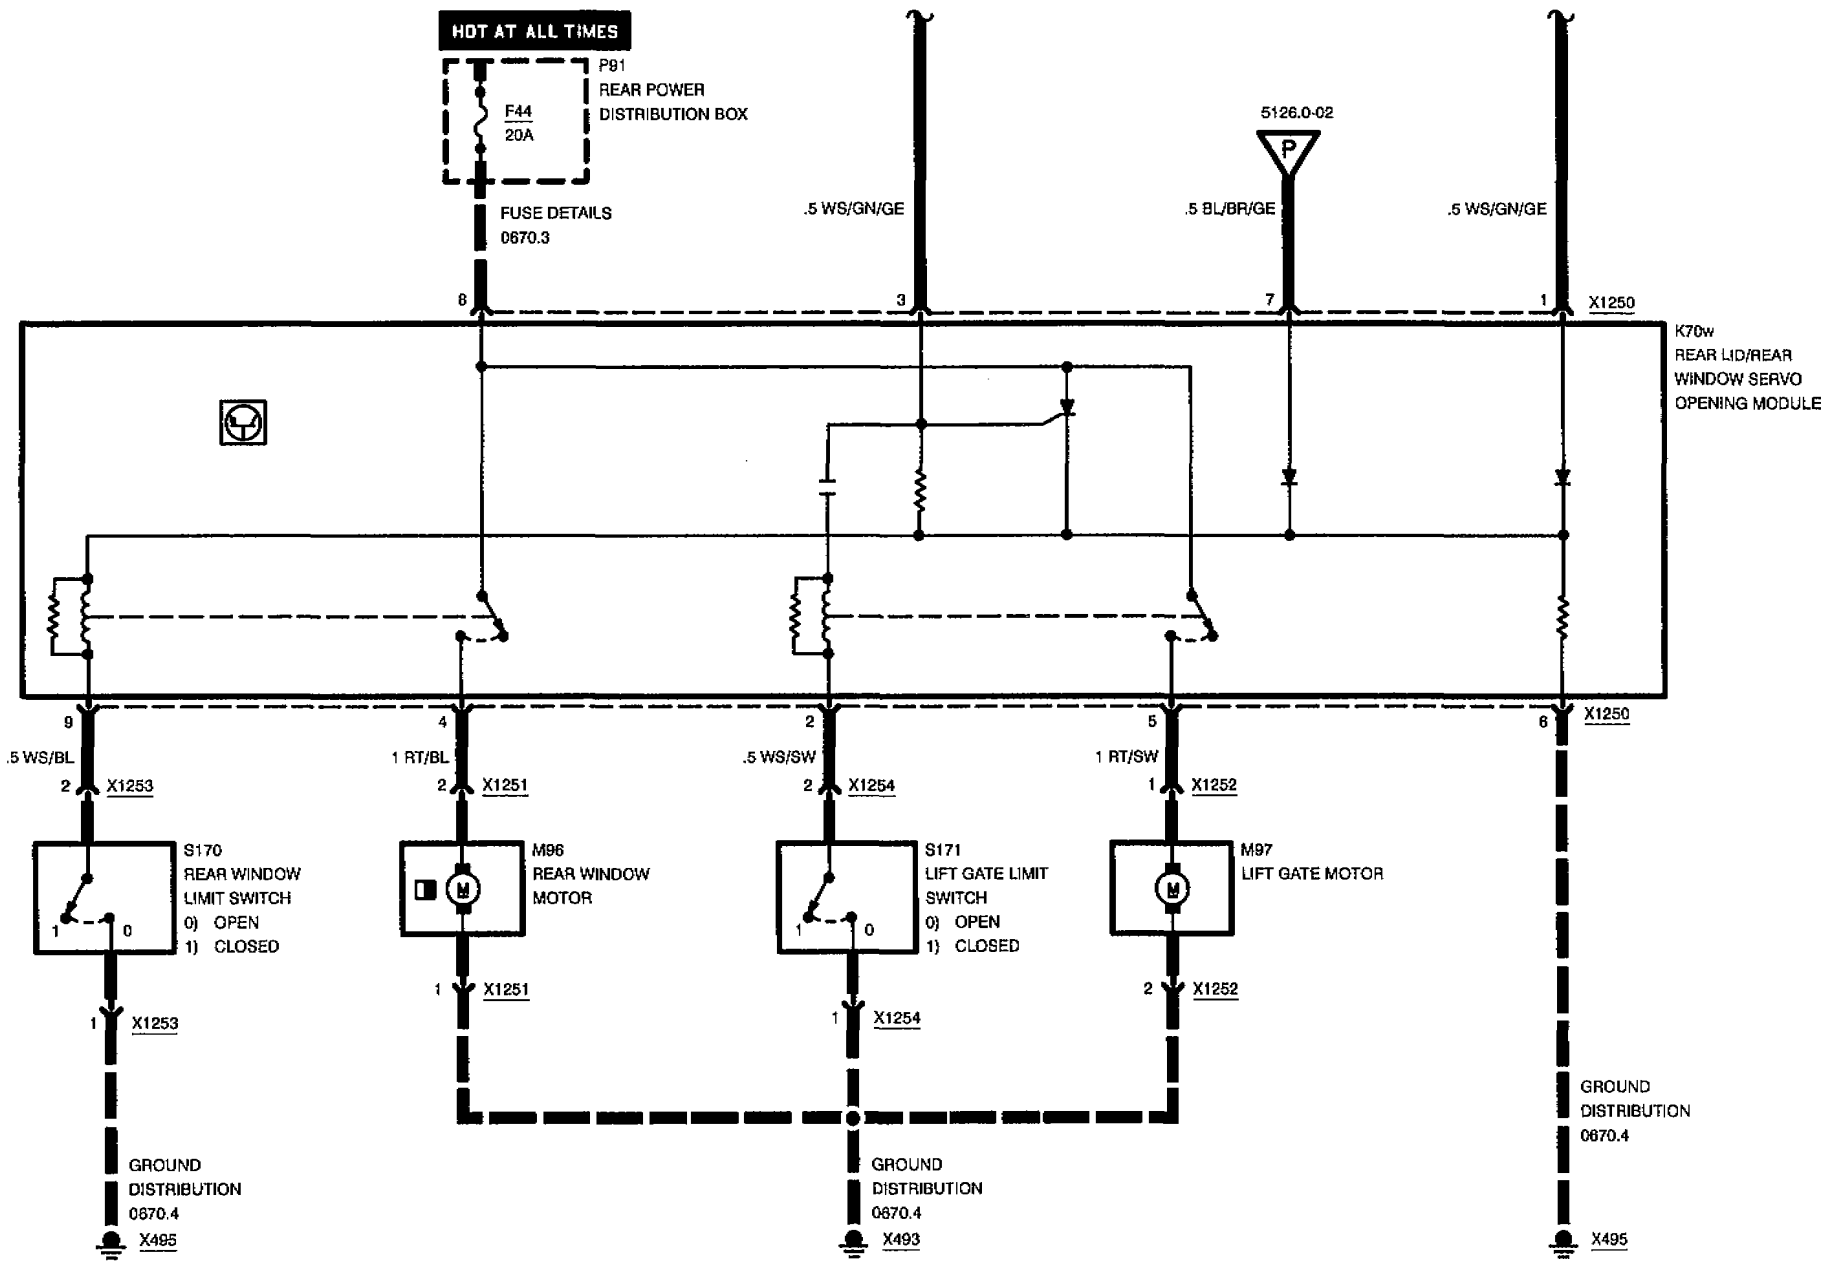 HOT AT ALL TIMES
P91
REAR POWER
DISTRIBUTION BOX
F44
20A
FUSE DETAILS
0670.3
.5 WS/GN/GE
5126.0-02
P
.5 BL/BR/GE
.5 WS/GN/GE
8
3
7
1
X1250
K70w
REAR LID/REAR
WINDOW SERVO
OPENING MODULE
9
4
2
5
6
X1250
.5 WS/BL
1 RT/BL
.5 WS/SW
1 RT/SW
2
X1253
2
X1251
2
X1254
1
X1252
S170
REAR WINDOW
LIMIT SWITCH
0) OPEN
1) CLOSED
1
0
M96
REAR WINDOW
MOTOR
M
S171
LIFT GATE LIMIT
SWITCH
0) OPEN
1) CLOSED
1
0
M97
LIFT GATE MOTOR
M
1
X1253
1
X1251
1
X1254
2
X1252
GROUND
DISTRIBUTION
0670.4
X495
GROUND
DISTRIBUTION
0670.4
X493
GROUND
DISTRIBUTION
0670.4
X495